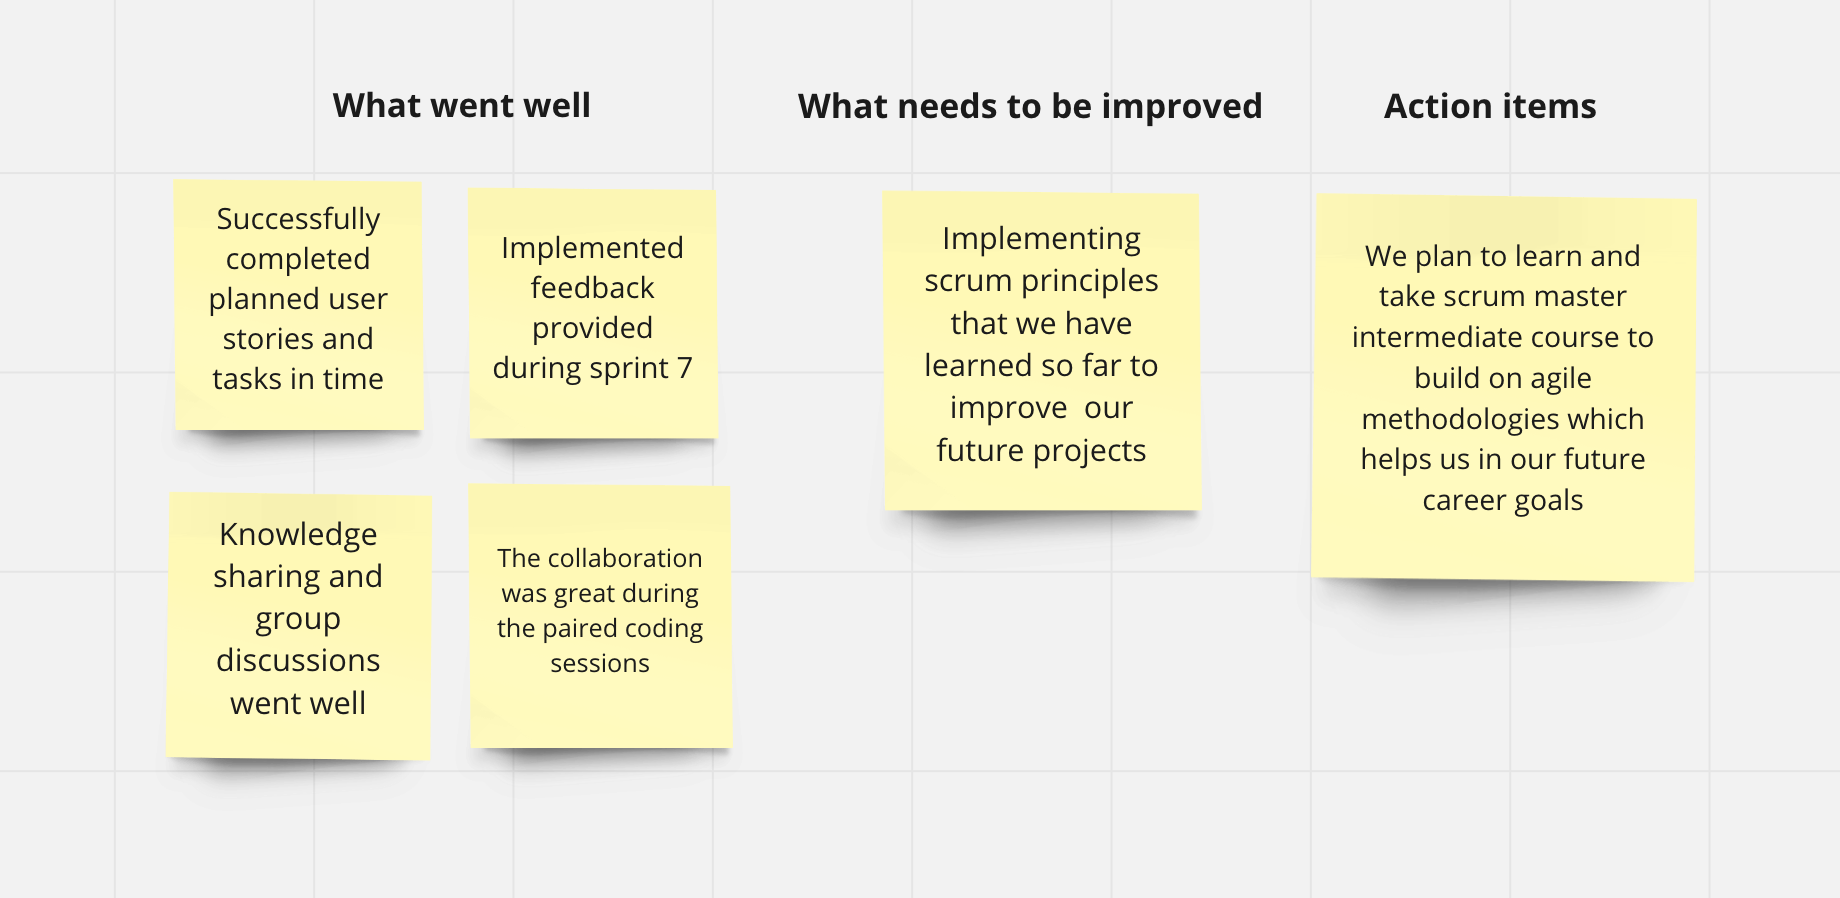 What went well
Successfully
completed
planned user
stories and
tasks in time
Implemented
feedback
provided
during sprint 7
Knowledge
sharing and
group
discussions
went well
The collaboration
was great during
the paired coding
sessions
What needs to be improved
Implementing
scrum principles
that we have
learned so far to
improve  our
future projects
Action items
We plan to learn and
take scrum master
intermediate course to
build on agile
methodologies which
helps us in our future
career goals